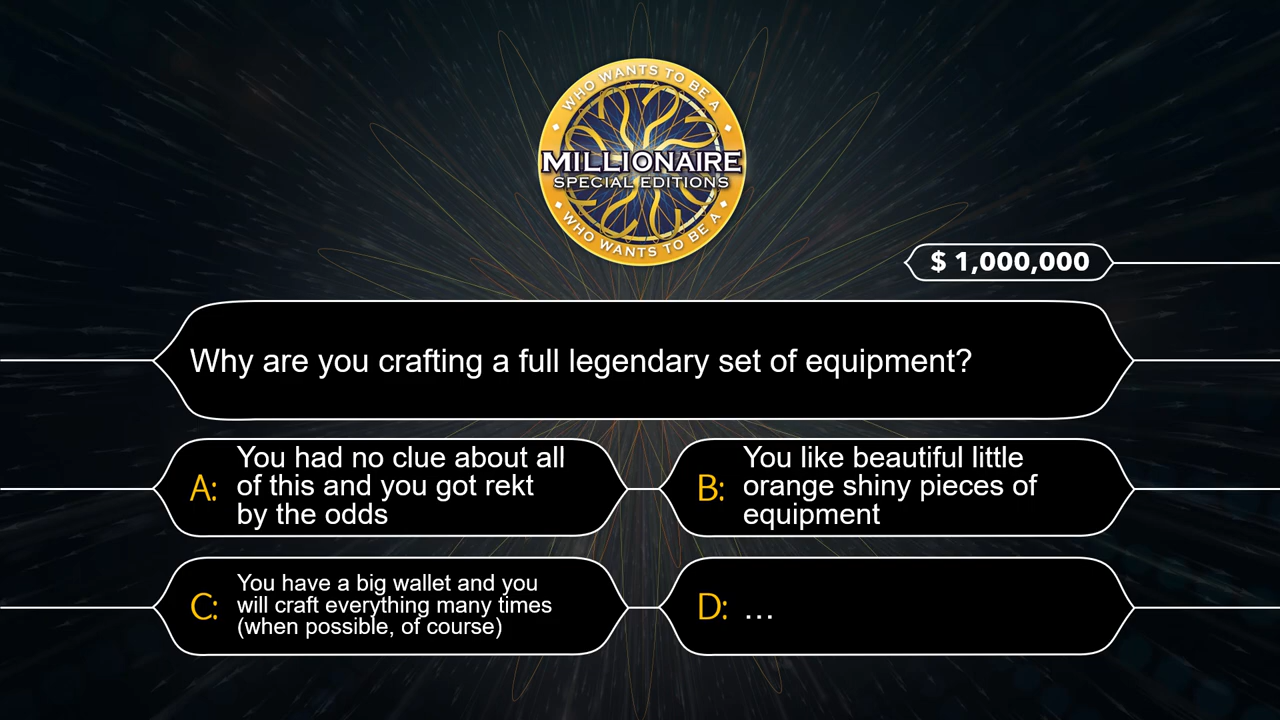 WHO WANTS TO BE A
MILLIONAIRE
SPECIAL EDITIONS
WHO WANTS TO BE A
$ 1,000,000
Why are you crafting a full legendary set of equipment?
A: You had no clue about all
of this and you got rekt
by the odds
B: You like beautiful little
orange shiny pieces of
equipment
C: You have a big wallet and you
will craft everything many times
(when possible, of course)
D: ...